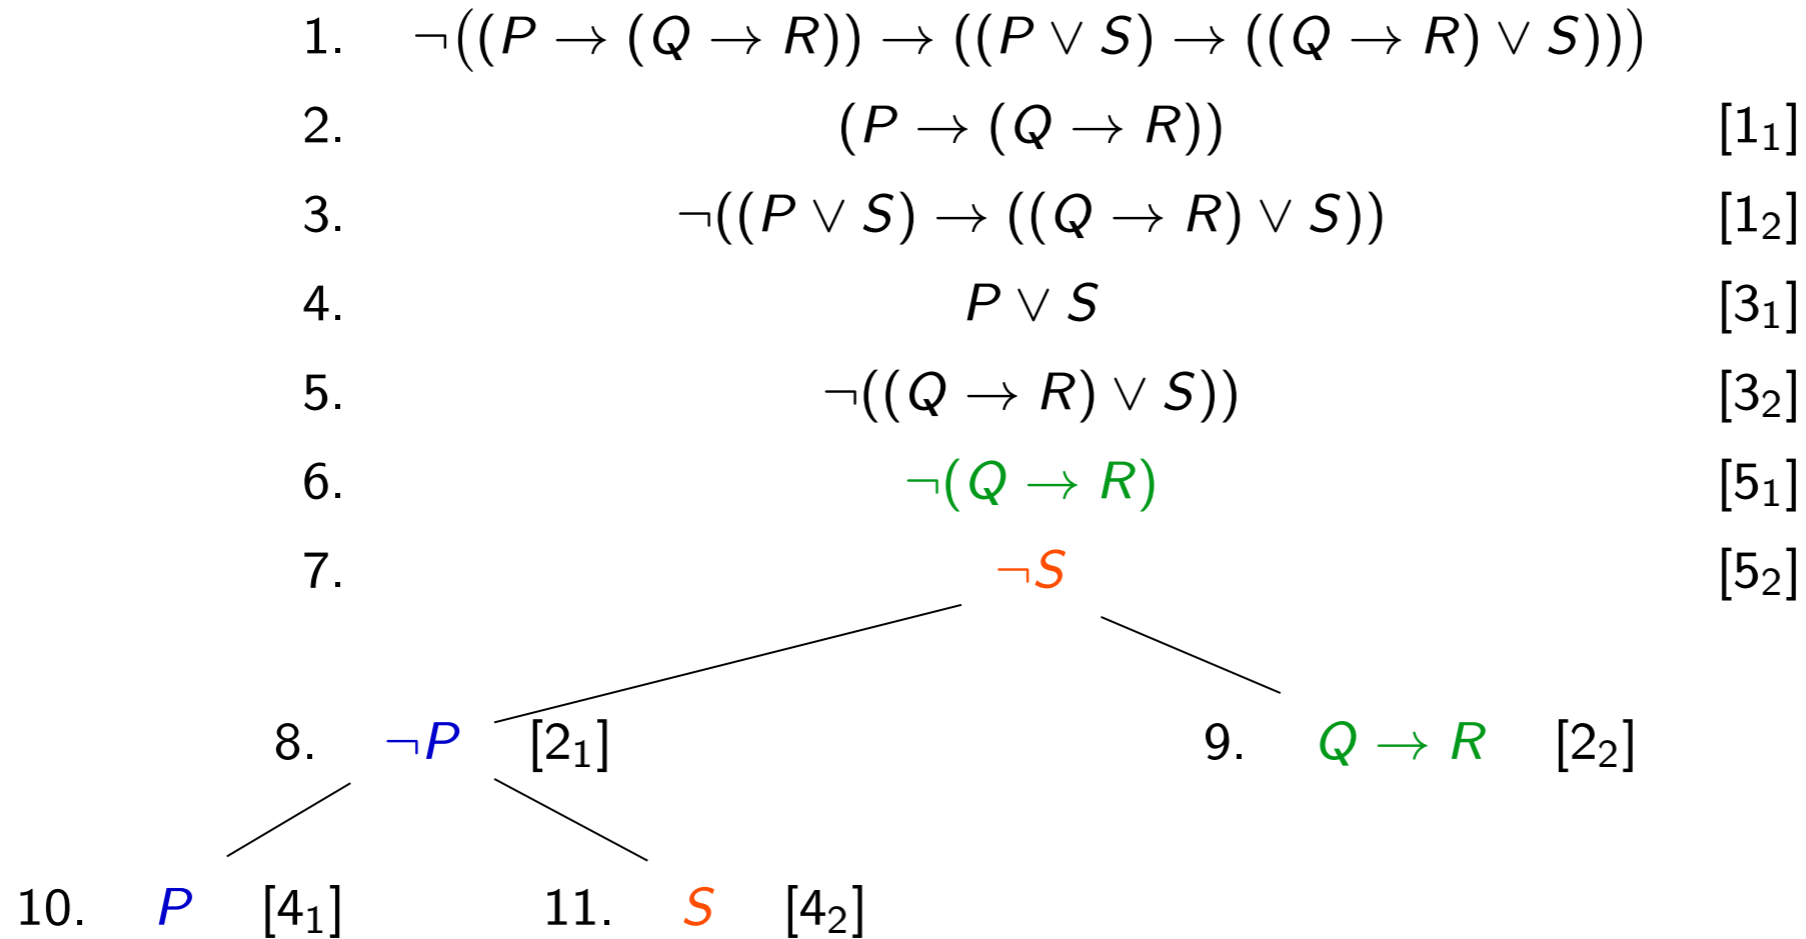 1. ¬((P → (Q → R)) → ((P ∨ S) → ((Q → R) ∨ S)))
2. (P → (Q → R)) [1₁]
3. ¬((P ∨ S) → ((Q → R) ∨ S)) [1₂]
4. P ∨ S [3₁]
5. ¬((Q → R) ∨ S)) [3₂]
6. ¬(Q → R) [5₁]
7. ¬S [5₂]
8. ¬P [2₁] 9. Q → R [2₂]
10. P [4₁] 11. S [4₂]